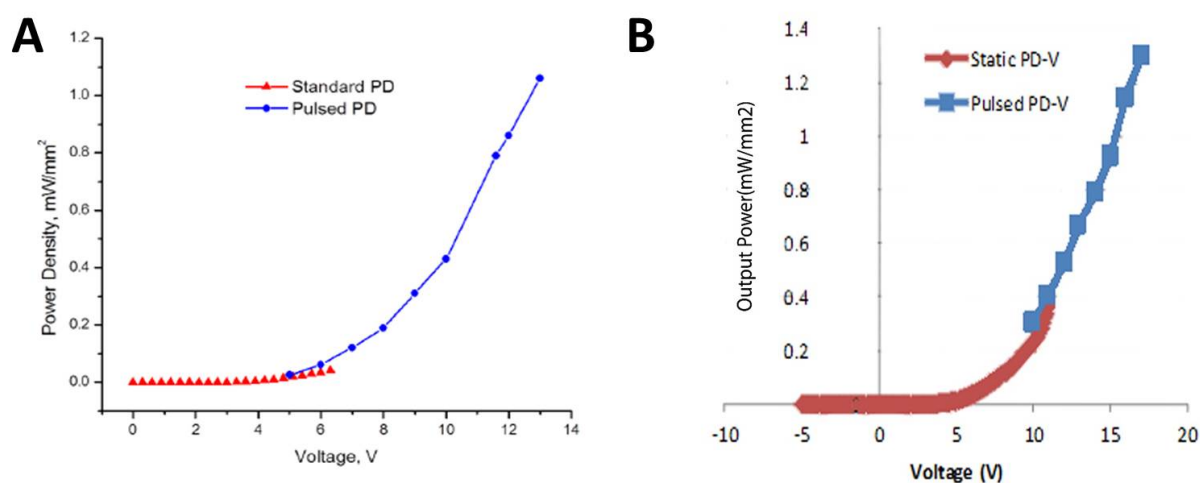 A
1.2
1.0
0.8
0.6
0.4
0.2
0.0
Power Density, mW/mm²
Standard PD
Pulsed PD
0 2 4 6 8 10 12 14
Voltage, V
B
1.4
1.2
1
0.8
0.6
0.4
0.2
Output Power(mW/mm2)
Static PD-V
Pulsed PD-V
-10 -5 0 5 10 15 20
Voltage (V)